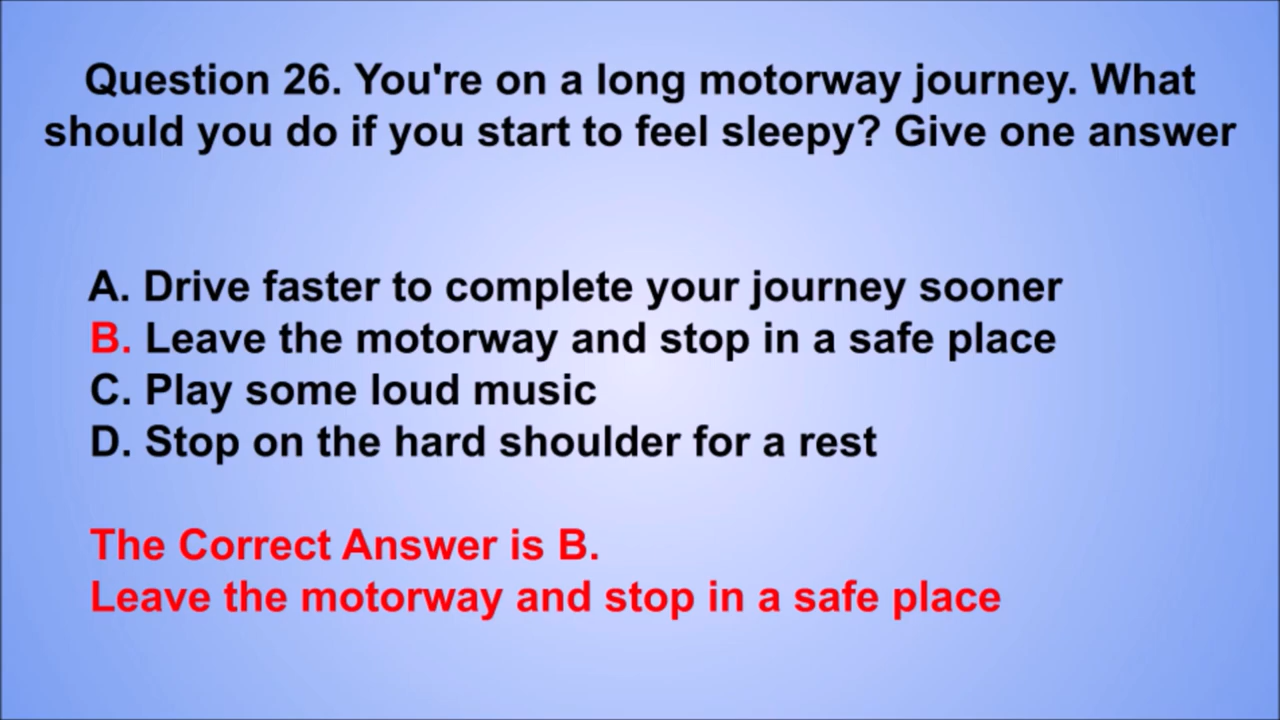 Question 26. You're on a long motorway journey. What
should you do if you start to feel sleepy? Give one answer
A. Drive faster to complete your journey sooner
B. Leave the motorway and stop in a safe place
C. Play some loud music
D. Stop on the hard shoulder for a rest
The Correct Answer is B.
Leave the motorway and stop in a safe place